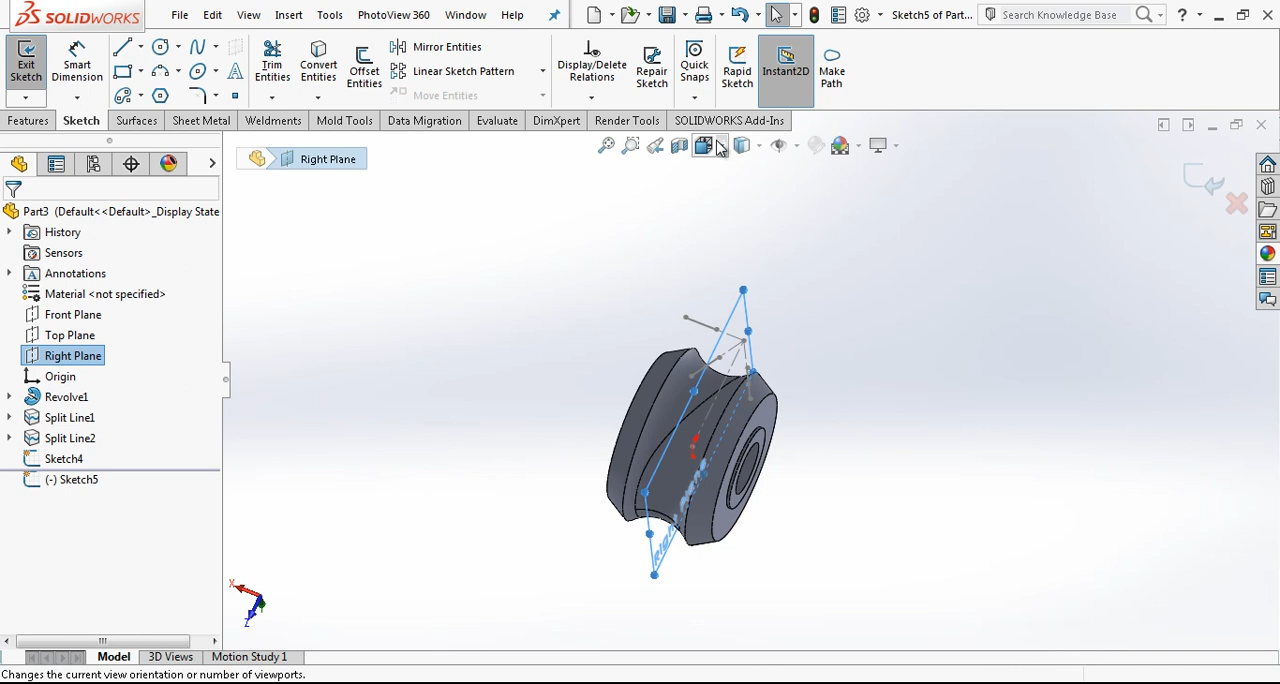 SOLIDWORKS File Edit View Insert Tools PhotoView 360 Window Help Sketch5 of Part... Search Knowledge Base ?
Exit Sketch Smart Dimension Trim Entities Convert Entities Offset Entities Mirror Entities Linear Sketch Pattern Move Entities Display/Delete Relations Repair Sketch Quick Snaps Rapid Sketch Instant2D Make Path
Features Sketch Surfaces Sheet Metal Weldments Mold Tools Data Migration Evaluate DimXpert Render Tools SOLIDWORKS Add-Ins
Right Plane
Part3 (Default<<Default>_Display State
History
Sensors
Annotations
Material <not specified>
Front Plane
Top Plane
Right Plane
Origin
Revolve1
Split Line1
Split Line2
Sketch4
(-) Sketch5
Right Plane
X
Z
Model 3D Views Motion Study 1
Changes the current view orientation or number of viewports.